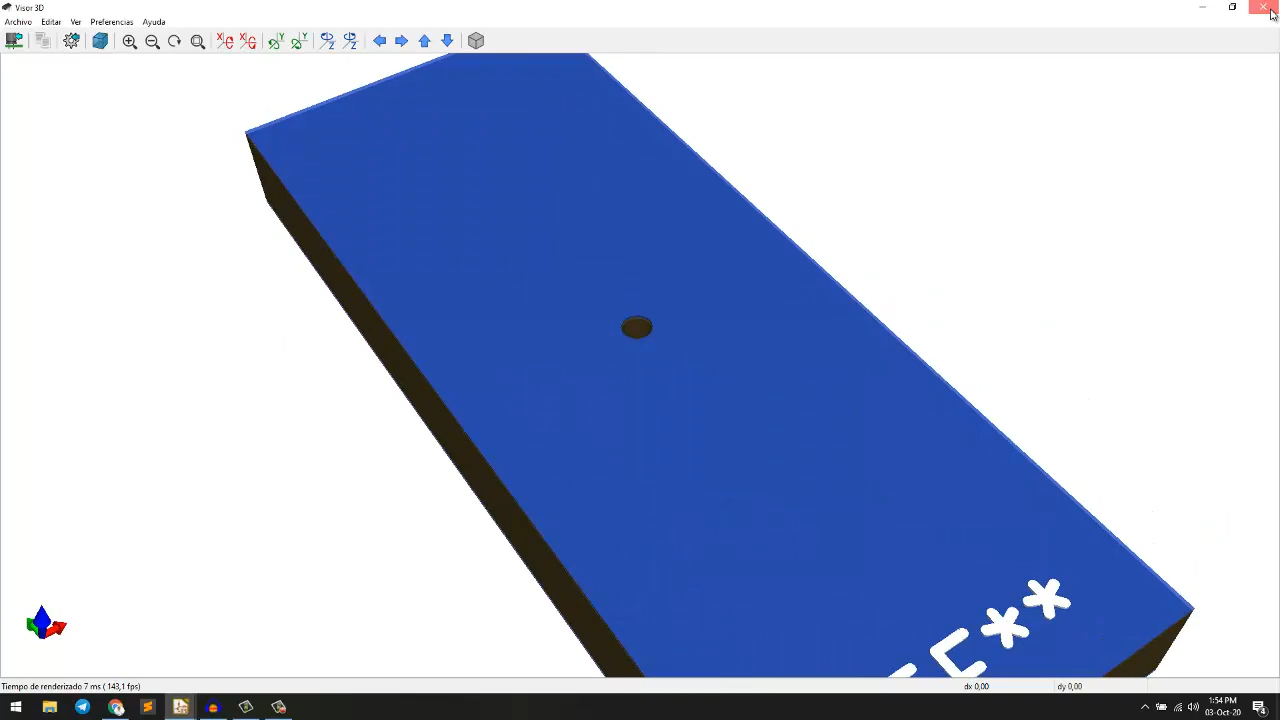 Visor 3D
Archivo Editar Ver Preferencias Ayuda
C**
Tiempo de renderizado 7 ms ( 143,1 fps)
dx 0,00
dy 0,00
1:54 PM
03-Oct-20